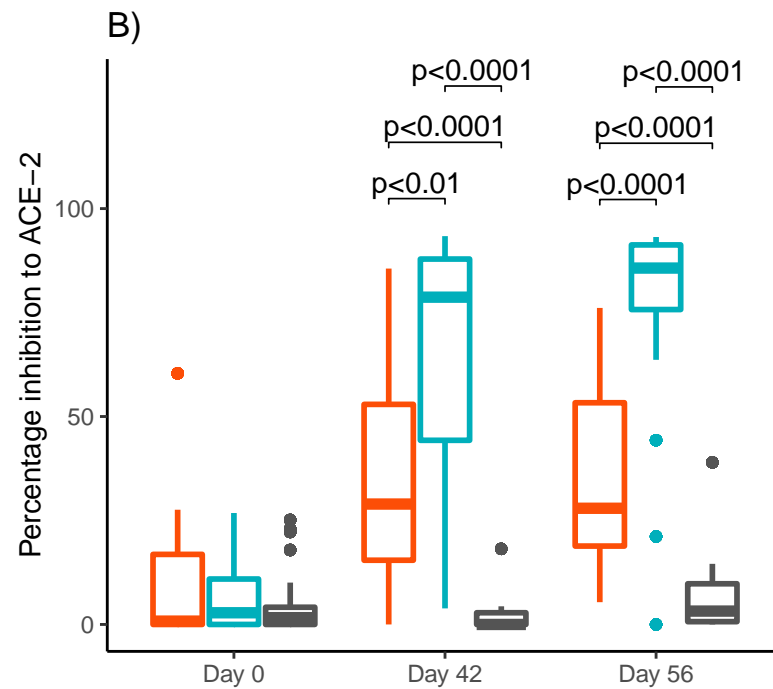 B)
p<0.0001 p<0.0001
p<0.0001 p<0.0001
p<0.01 p<0.0001
Percentage inhibition to ACE−2
100
50
0
Day 0 Day 42 Day 56